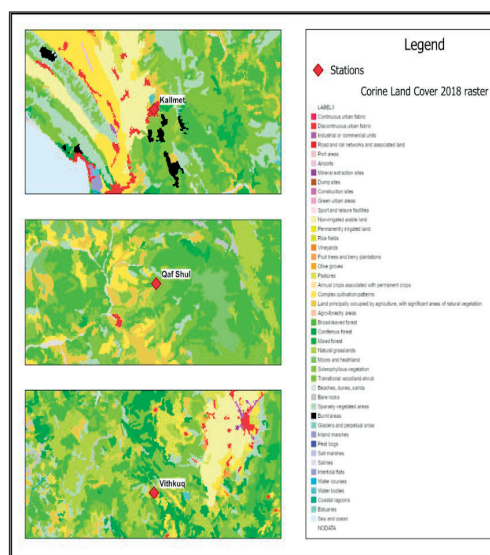 Kallmet
Qaf Shul
Vithkuq
Legend
Stations
Corine Land Cover 2018 raster
LABEL3
Continuous urban fabric
Discontinuous urban fabric
Industrial or commercial units
Road and rail networks and associated land
Port areas
Airports
Mineral extraction sites
Dump sites
Construction sites
Green urban areas
Sport and leisure facilities
Non-irrigated arable land
Permanently irrigated land
Rice fields
Vineyards
Fruit trees and berry plantations
Olive groves
Pastures
Annual crops associated with permanent crops
Complex cultivation patterns
Land principally occupied by agriculture, with significant areas of natural vegetation
Agro-forestry areas
Broad-leaved forest
Coniferous forest
Mixed forest
Natural grasslands
Moors and heathland
Sclerophyllous vegetation
Transitional woodland-shrub
Beaches, dunes, sands
Bare rocks
Sparsely vegetated areas
Burnt areas
Glaciers and perpetual snow
Inland marshes
Peat bogs
Salt marshes
Salines
Intertidal flats
Water courses
Water bodies
Coastal lagoons
Estuaries
Sea and ocean
NODATA